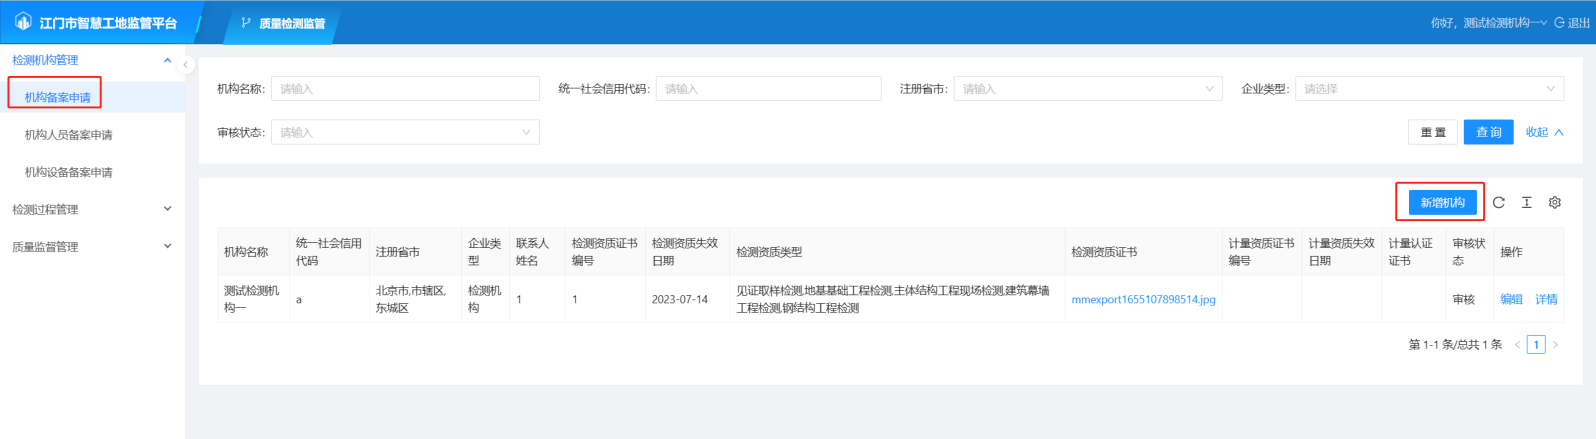 江门市智慧工地监管平台
质量检测监管
你好，测试检测机构一
退出
检测机构管理
机构备案申请
机构人员备案申请
机构设备备案申请
检测过程管理
质量监督管理
机构名称: 请输入
统一社会信用代码: 请输入
注册省市: 请输入
企业类型: 请选择
审核状态: 请输入
重 置 查 询 收起
新增机构
机构名称
统一社会信用
代码
注册省市
企业类
型
联系人
姓名
检测资质证书
编号
检测资质失效
日期
检测资质类型
检测资质证书
计量资质证书
编号
计量资质失效
日期
计量认证
证书
审核状
态
操作
测试检测机
构一
a
北京市,市辖区,
东城区
检测机
构
1
1
2023-07-14
见证取样检测,地基基础工程检测,主体结构工程现场检测,建筑幕墙
工程检测,钢结构工程检测
mmexport1655107898514.jpg
审核
编辑 详情
第 1-1 条/总共 1 条 < 1 >